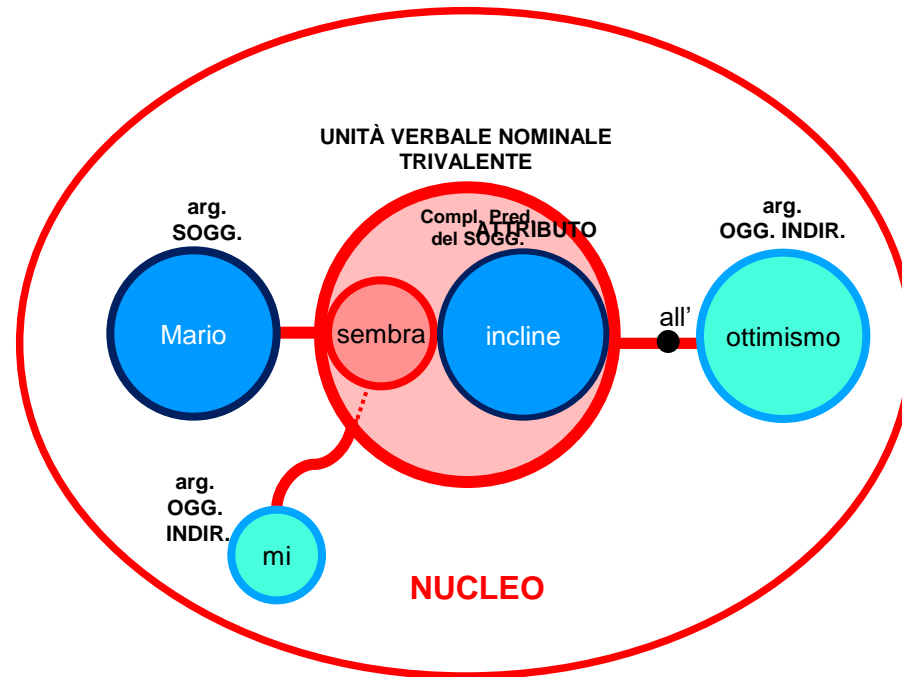 UNITÀ VERBALE NOMINALE
TRIVALENTE
arg.
SOGG.
Compl. Pred.
del SOGG.
ATTRIBUTO
arg.
OGG. INDIR.
Mario
sembra
incline
all'
ottimismo
arg.
OGG.
INDIR.
mi
NUCLEO